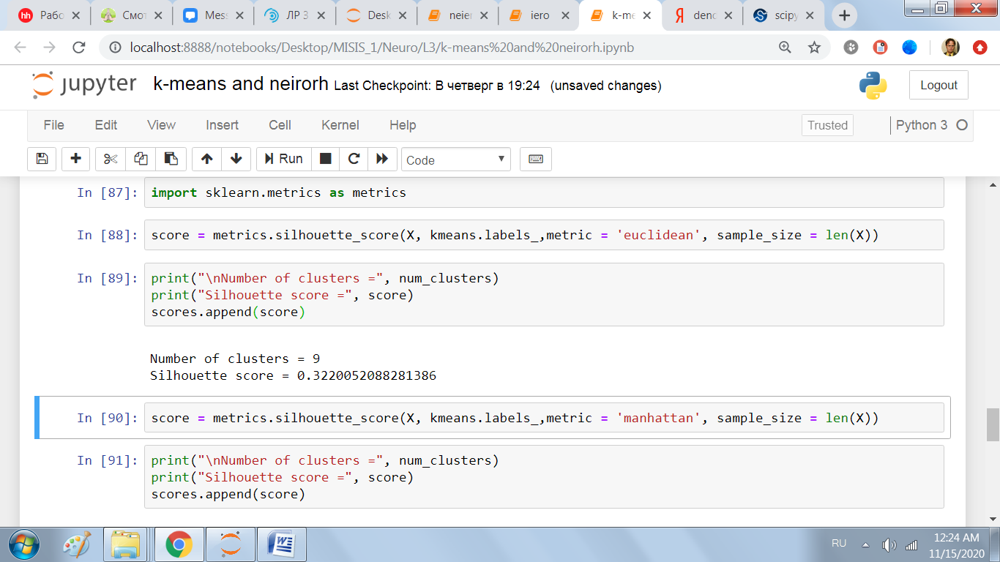 Рабо
Смот
Mess
ЛР 3
Desk
neier
iero
k-me
dend
scipy
localhost:8888/notebooks/Desktop/MISIS_1/Neuro/L3/k-means%20and%20neirorh.ipynb
jupyter k-means and neirorh Last Checkpoint: В четверг в 19:24 (unsaved changes)
Logout
File Edit View Insert Cell Kernel Help
Trusted
Python 3
Run
Code
In [87]: import sklearn.metrics as metrics
In [88]: score = metrics.silhouette_score(X, kmeans.labels_,metric = 'euclidean', sample_size = len(X))
In [89]: print("\nNumber of clusters =", num_clusters)
print("Silhouette score =", score)
scores.append(score)
Number of clusters = 9
Silhouette score = 0.3220052088281386
In [90]: score = metrics.silhouette_score(X, kmeans.labels_,metric = 'manhattan', sample_size = len(X))
In [91]: print("\nNumber of clusters =", num_clusters)
print("Silhouette score =", score)
scores.append(score)
RU
12:24 AM
11/15/2020